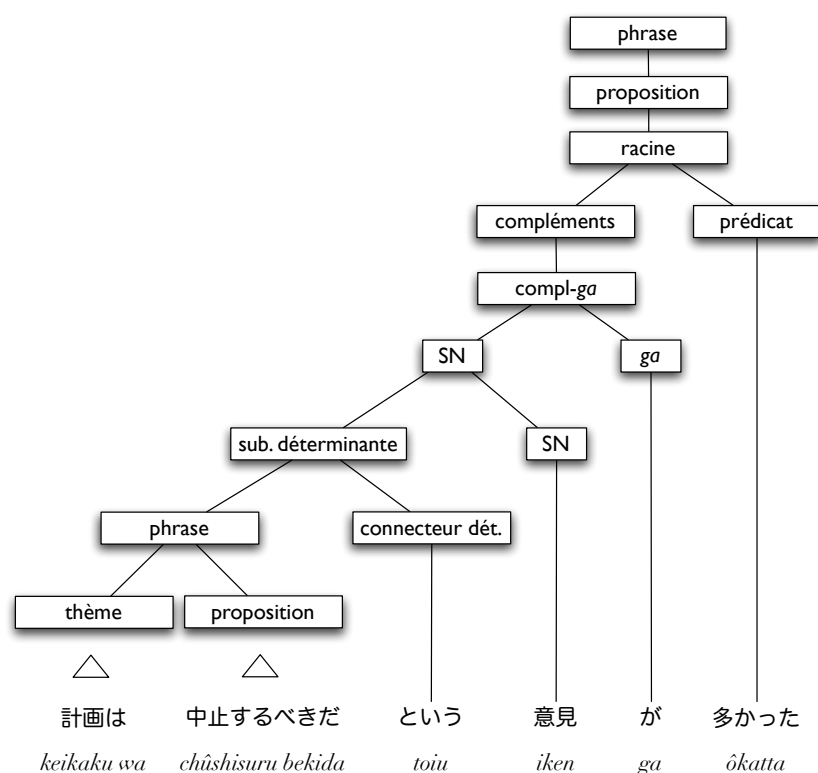 phrase
proposition
racine
compléments prédicat
compl-ga
SN ga
sub. déterminante SN
phrase connecteur dét.
thème proposition
計画は 中止するべきだ という 意見 が 多かった
keikaku wa chûshisuru bekida toiu iken ga ôkatta